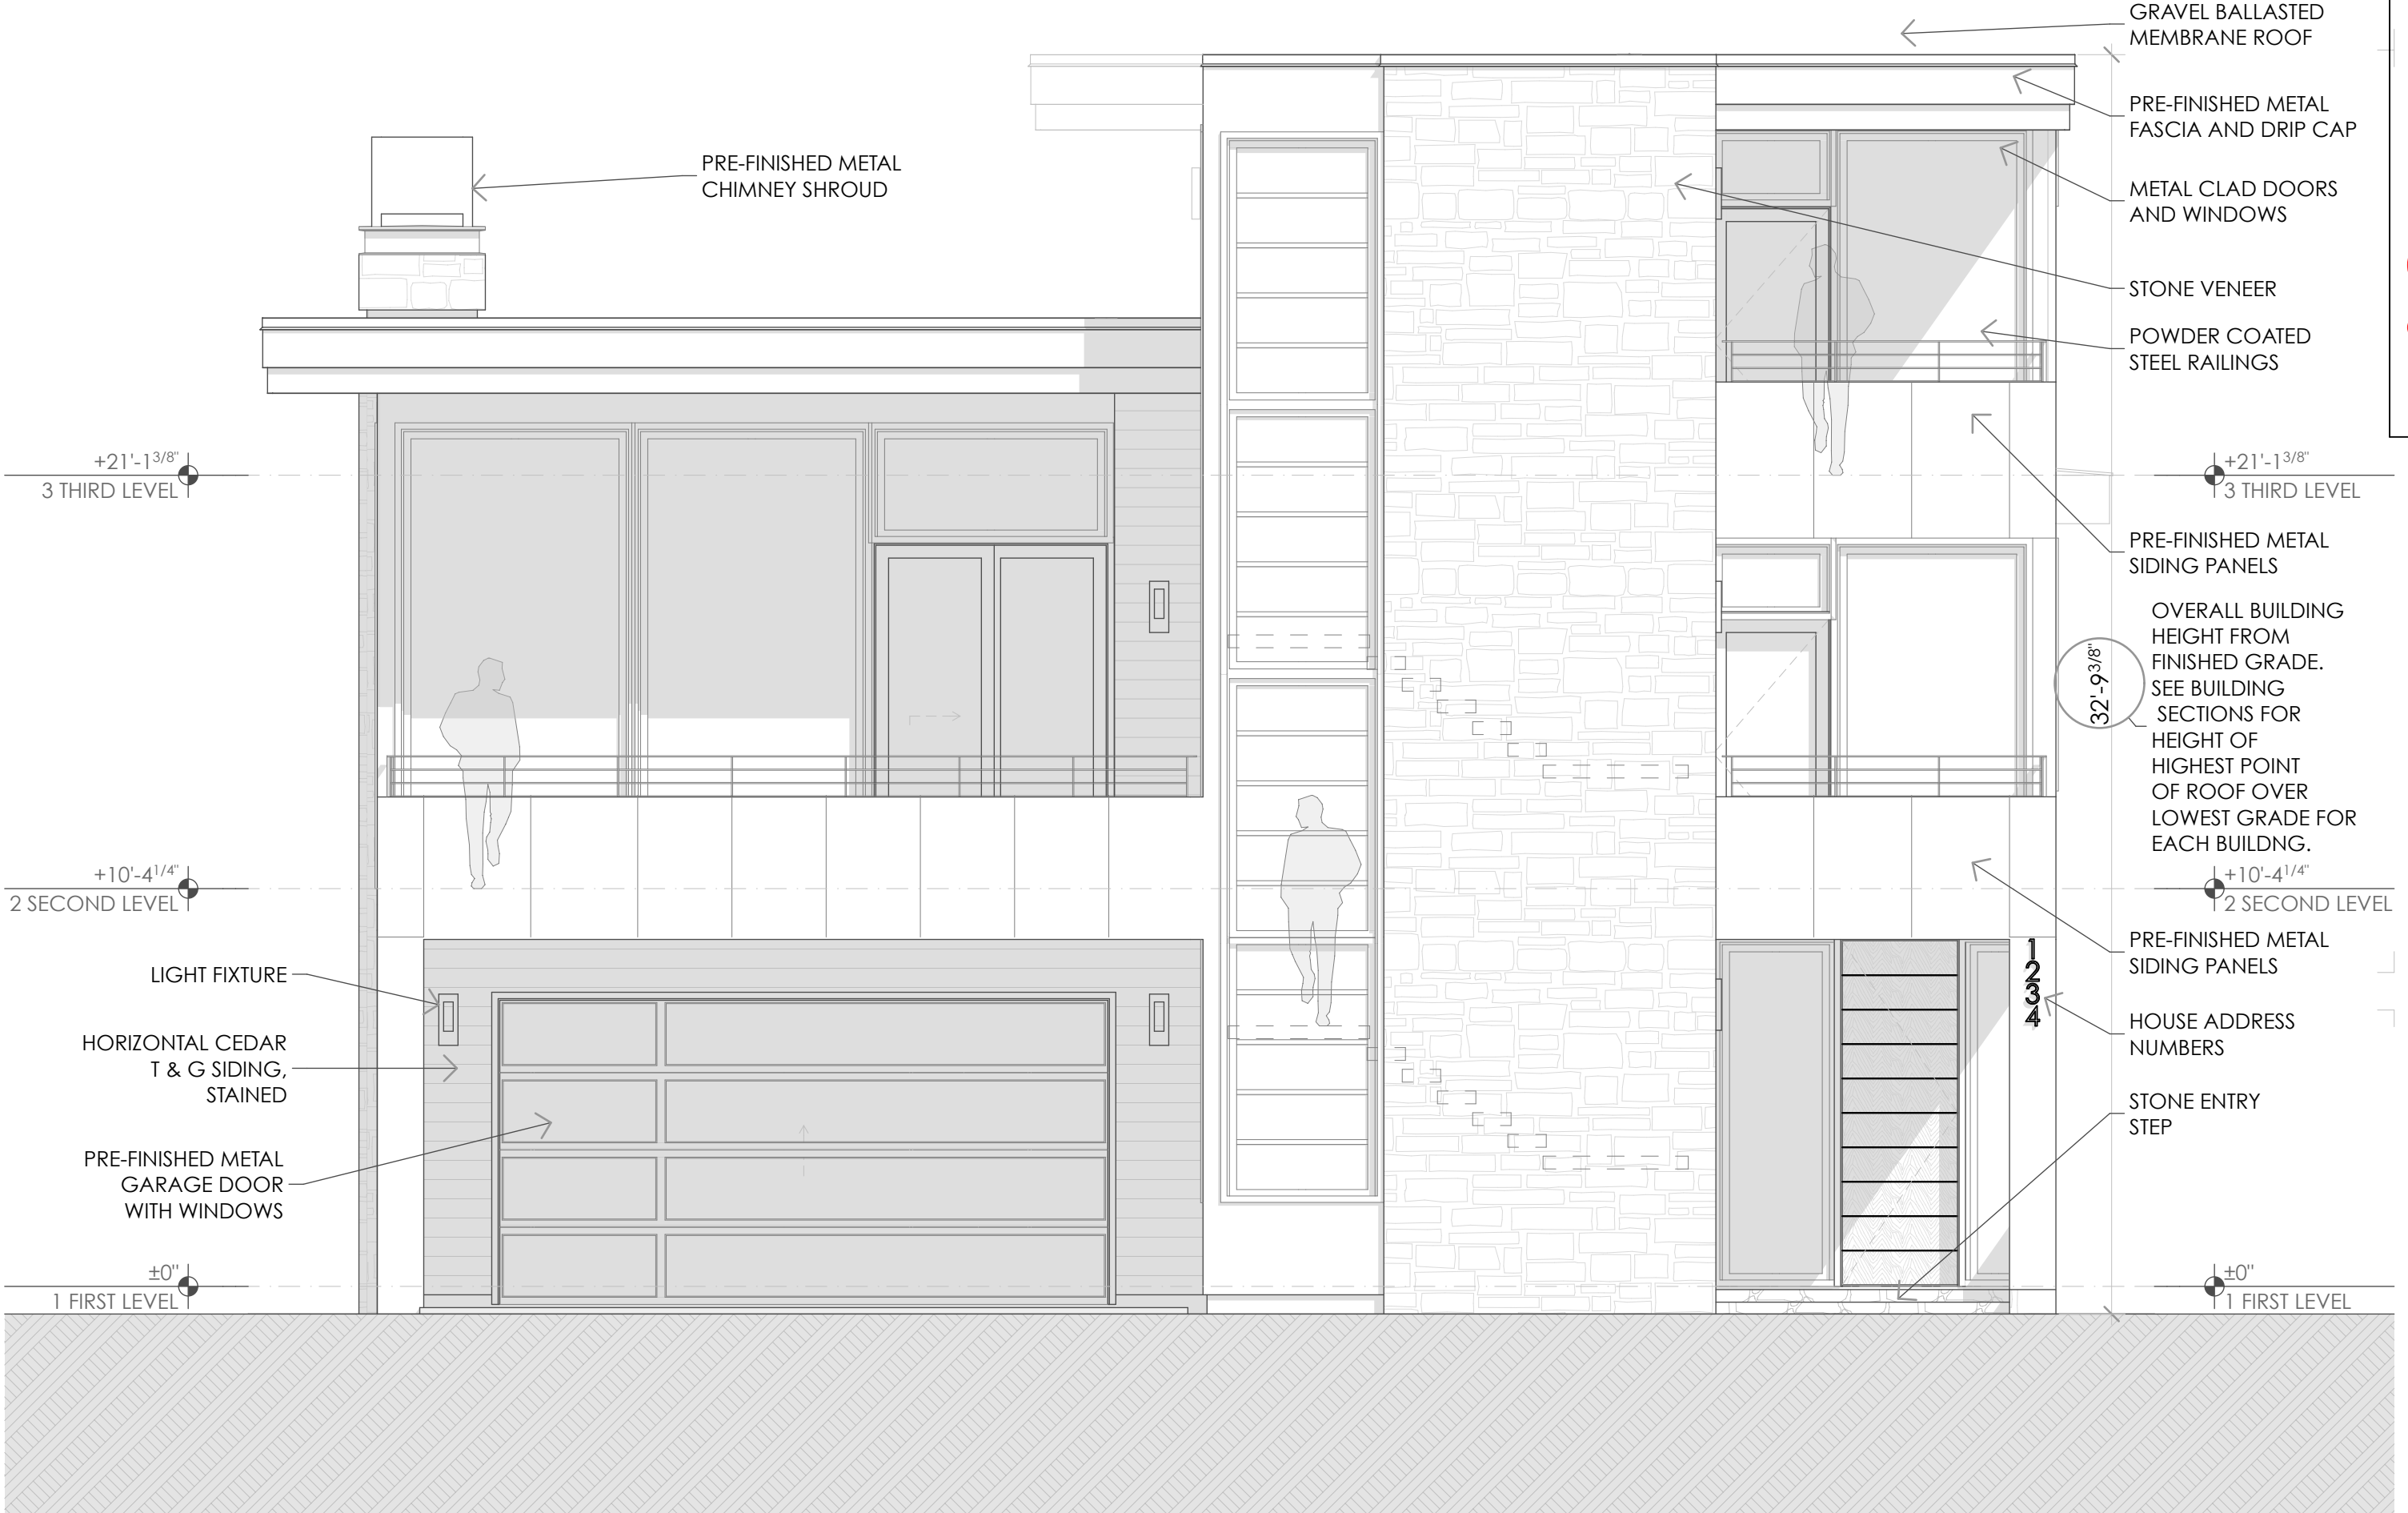 GRAVEL BALLASTED
MEMBRANE ROOF
PRE-FINISHED METAL
FASCIA AND DRIP CAP
PRE-FINISHED METAL
CHIMNEY SHROUD
METAL CLAD DOORS
AND WINDOWS
STONE VENEER
POWDER COATED
STEEL RAILINGS
+21'-13/8"
3 THIRD LEVEL
+21'-13/8"
3 THIRD LEVEL
PRE-FINISHED METAL
SIDING PANELS
32'-93/8"
OVERALL BUILDING
HEIGHT FROM
FINISHED GRADE.
SEE BUILDING
SECTIONS FOR
HEIGHT OF
HIGHEST POINT
OF ROOF OVER
LOWEST GRADE FOR
EACH BUILDNG.
+10'-41/4"
2 SECOND LEVEL
+10'-41/4"
2 SECOND LEVEL
PRE-FINISHED METAL
SIDING PANELS
1
2
3
4
LIGHT FIXTURE
HOUSE ADDRESS
NUMBERS
HORIZONTAL CEDAR
T & G SIDING,
STAINED
STONE ENTRY
STEP
PRE-FINISHED METAL
GARAGE DOOR
WITH WINDOWS
±0"
1 FIRST LEVEL
±0"
1 FIRST LEVEL